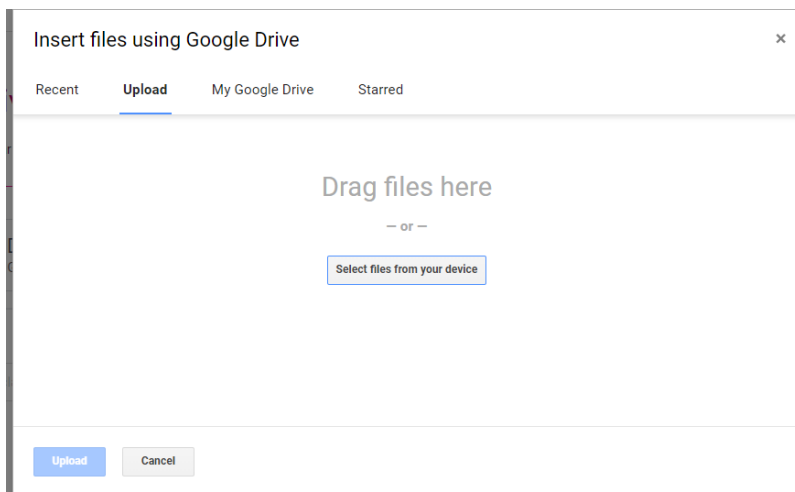 Insert files using Google Drive ×
Recent Upload My Google Drive Starred
Drag files here
— or —
Select files from your device
Upload Cancel